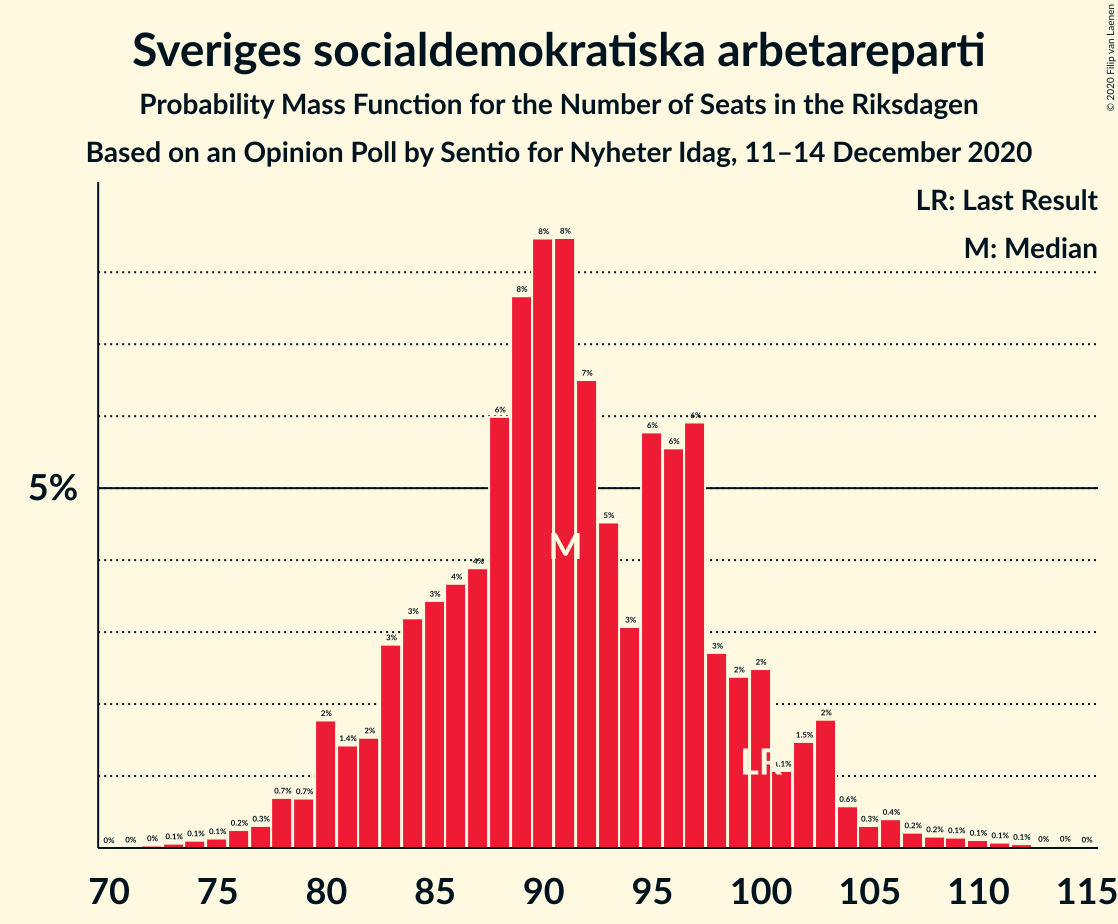 Sveriges socialdemokratiska arbetareparti
Probability Mass Function for the Number of Seats in the Riksdagen
Based on an Opinion Poll by Sentio for Nyheter Idag, 11–14 December 2020
© 2020 Filip van Laenen
LR: Last Result
M: Median
5%
0% 0% 0% 0.1% 0.1% 0.1% 0.2% 0.3% 0.7% 0.7% 2% 1.4% 2% 3% 3% 3% 4% 4% 6% 8% 8% 8% 7% 5% 3% 6% 6% 6% 3% 2% 2% 1.1% 1.5% 2% 0.6% 0.3% 0.4% 0.2% 0.2% 0.1% 0.1% 0.1% 0.1% 0% 0% 0%
M
LR
70 75 80 85 90 95 100 105 110 115